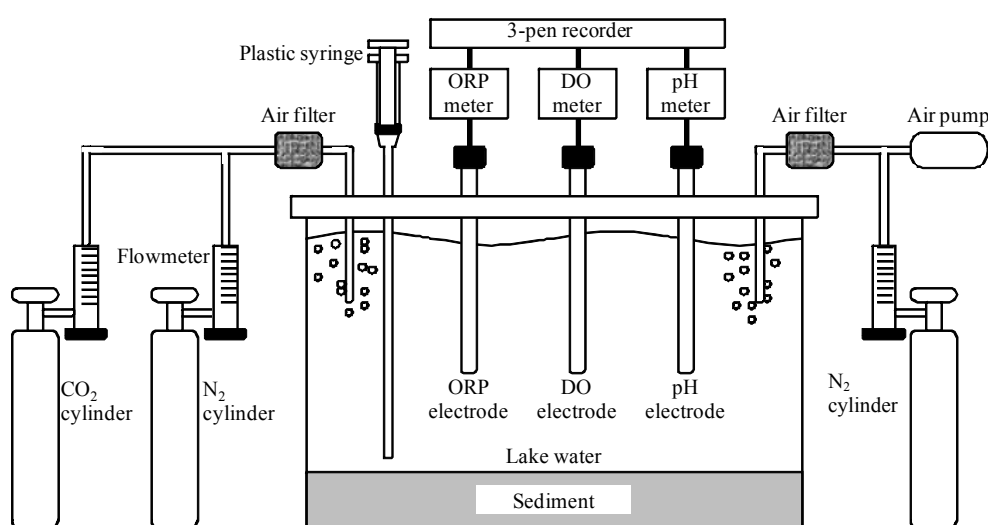 3-pen recorder
Plastic syringe
ORP
meter
DO
meter
pH
meter
Air filter
Air filter
Air pump
Flowmeter
CO2
cylinder
N2
cylinder
ORP
electrode
DO
electrode
pH
electrode
N2
cylinder
Lake water
Sediment